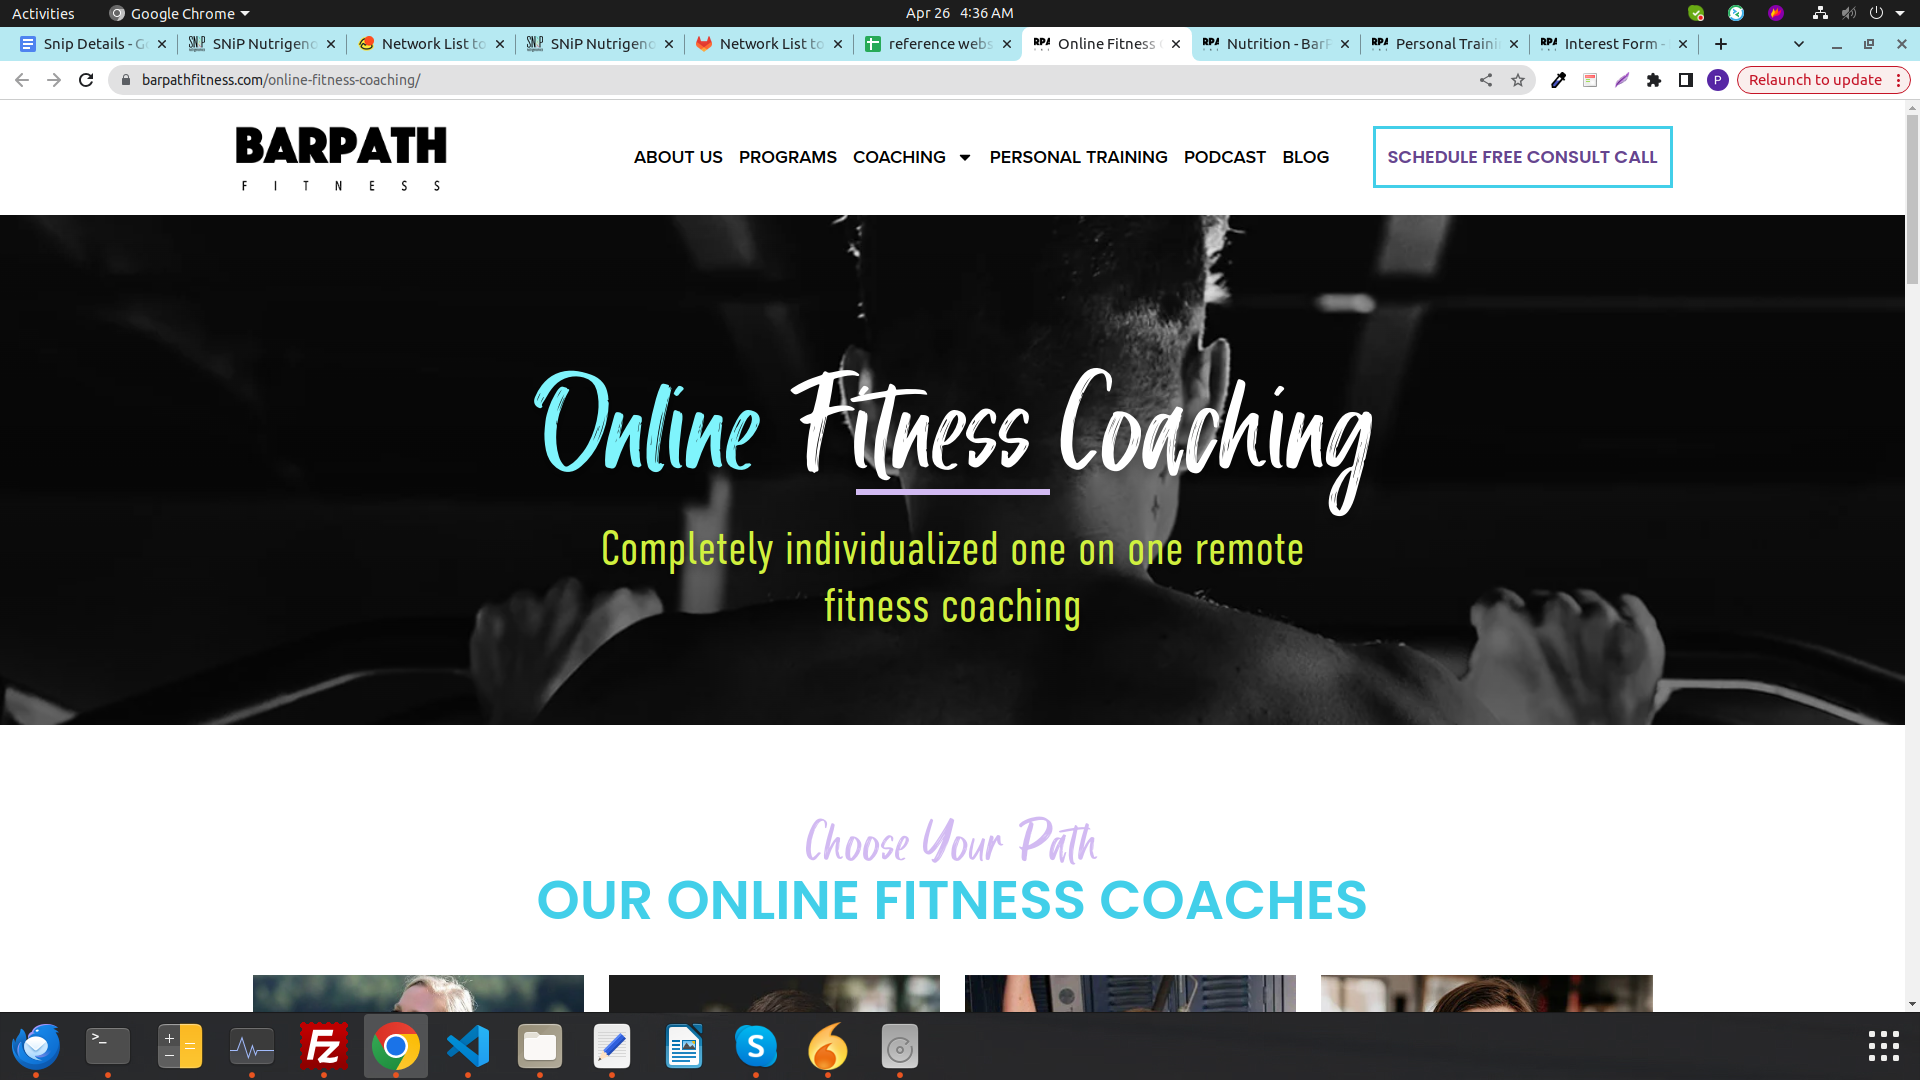 Activities
Google Chrome
Apr 26 4:36 AM
Snip Details - G
SNiP Nutrigeno
Network List to
SNiP Nutrigeno
Network List to
reference webs
Online Fitness
Nutrition - BarP
Personal Traini
Interest Form -
barpathfitness.com/online-fitness-coaching/
P
Relaunch to update
BARPATH
FITNESS
ABOUT US
PROGRAMS
COACHING
PERSONAL TRAINING
PODCAST
BLOG
SCHEDULE FREE CONSULT CALL
Online Fitness Coaching
Completely individualized one on one remote
fitness coaching
Choose Your Path
OUR ONLINE FITNESS COACHES